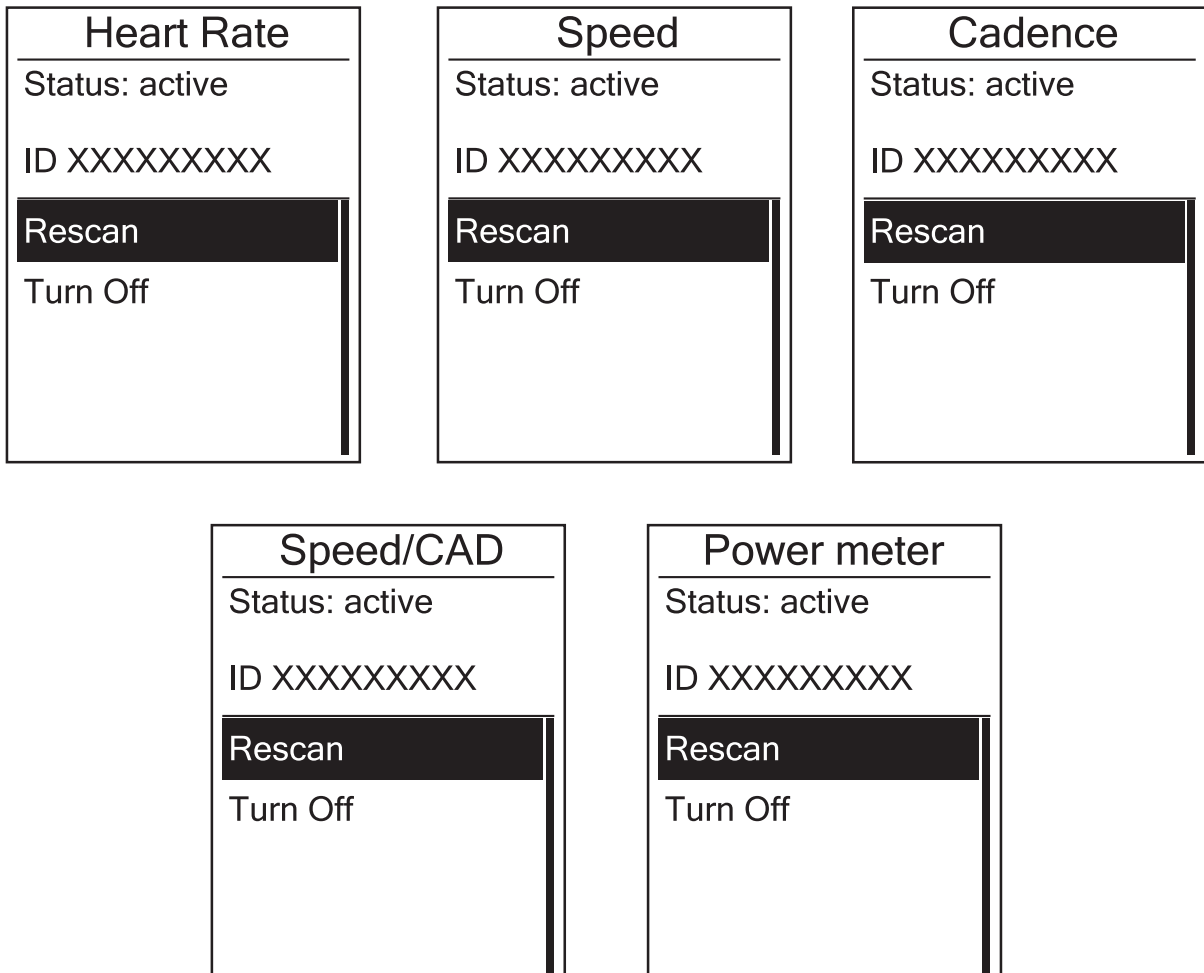 Heart Rate
Status: active
ID XXXXXXXXX
Rescan
Turn Off
Speed
Status: active
ID XXXXXXXXX
Rescan
Turn Off
Cadence
Status: active
ID XXXXXXXXX
Rescan
Turn Off
Speed/CAD
Status: active
ID XXXXXXXXX
Rescan
Turn Off
Power meter
Status: active
ID XXXXXXXXX
Rescan
Turn Off